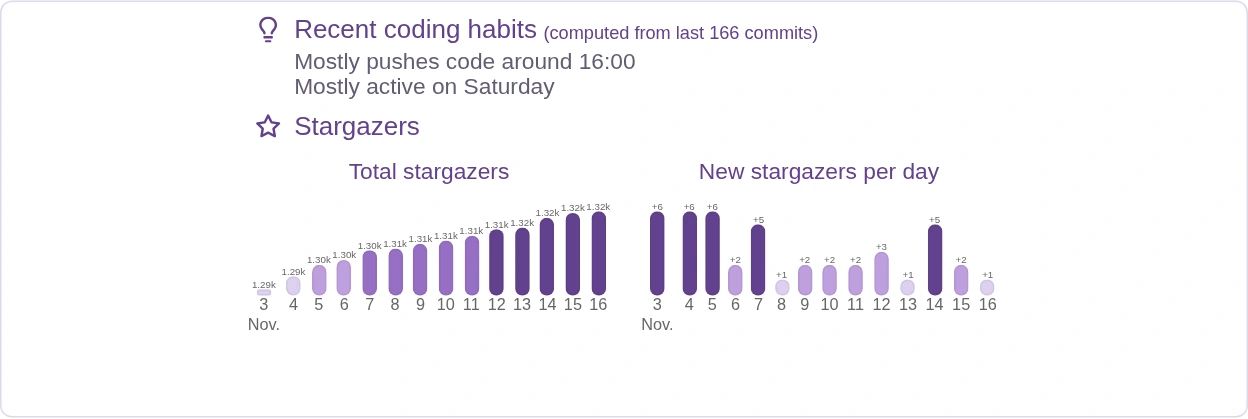 Recent coding habits (computed from last 166 commits)
Mostly pushes code around 16:00
Mostly active on Saturday
Stargazers
Total stargazers
1.29k 1.29k 1.30k 1.30k 1.30k 1.31k 1.31k 1.31k 1.31k 1.31k 1.32k 1.32k 1.32k 1.32k
3 4 5 6 7 8 9 10 11 12 13 14 15 16
Nov.
New stargazers per day
+6 +6 +6 +2 +5 +1 +2 +2 +2 +3 +1 +5 +2 +1
3 4 5 6 7 8 9 10 11 12 13 14 15 16
Nov.